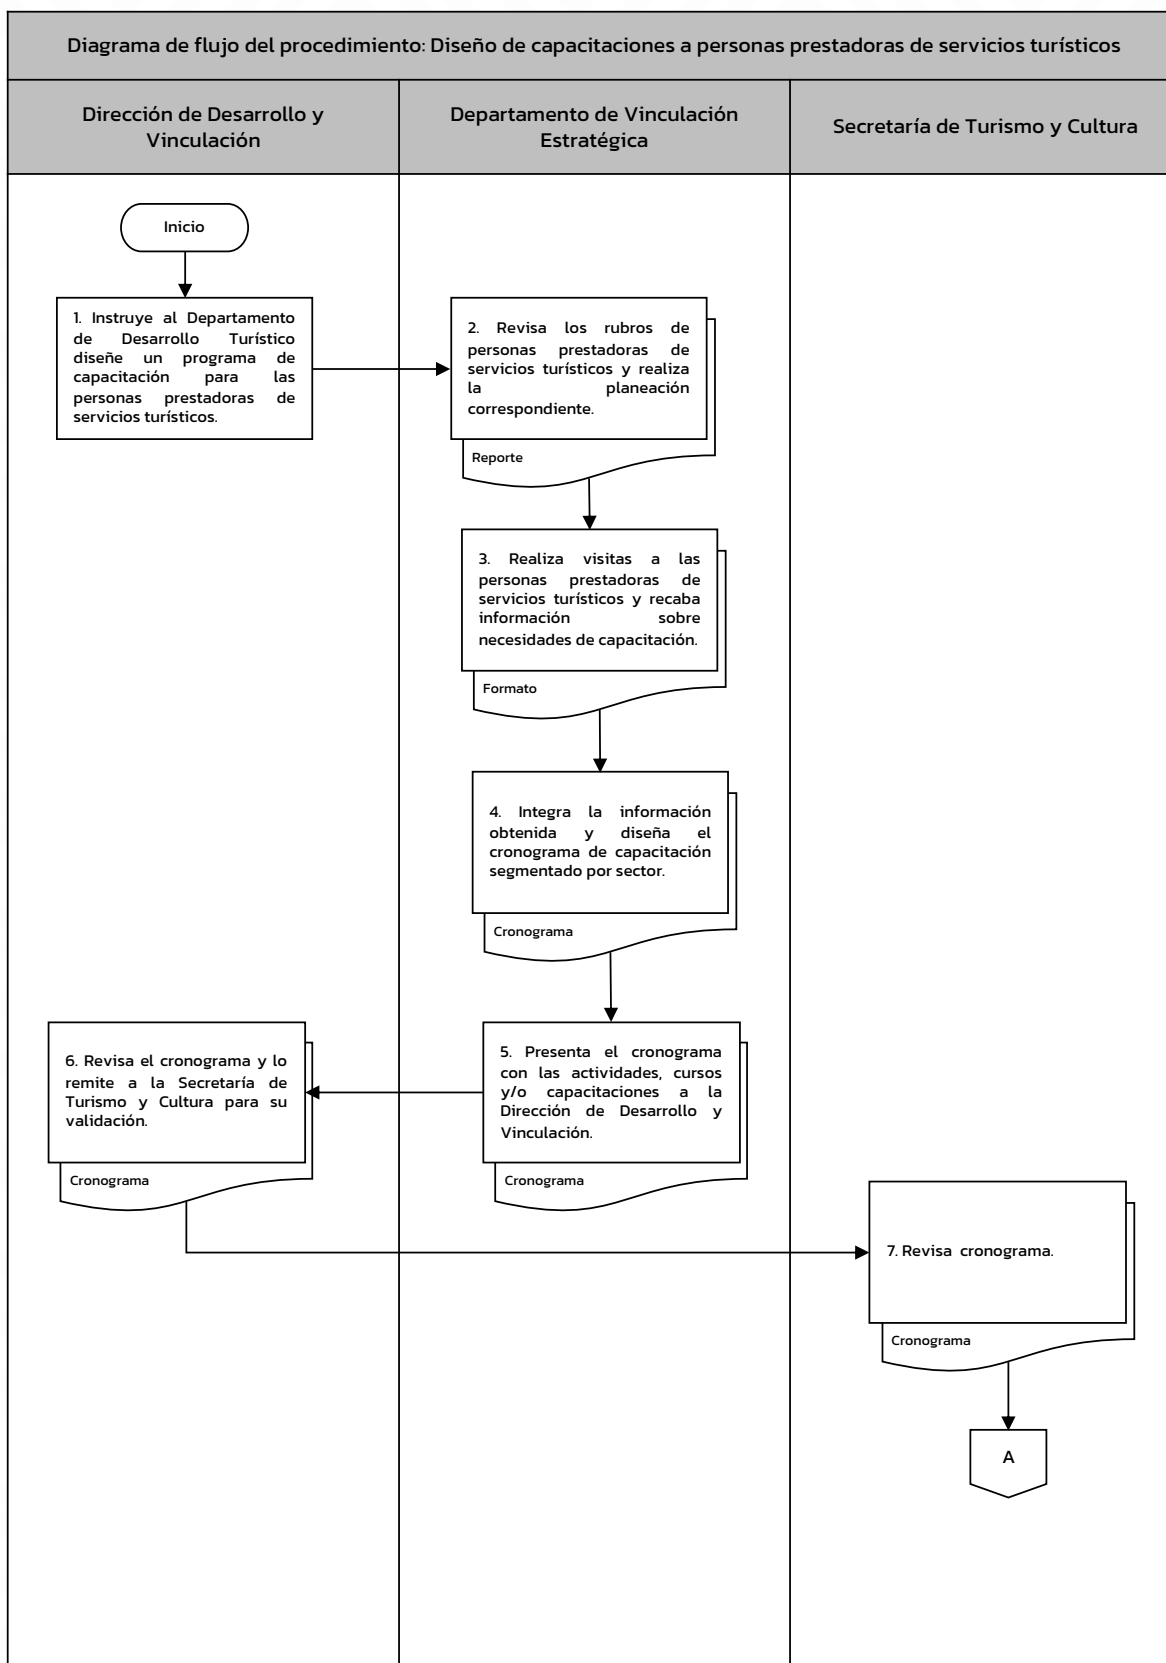 Diagrama de flujo del procedimiento: Diseño de capacitaciones a personas prestadoras de servicios turísticos
Dirección de Desarrollo y
Vinculación
Departamento de Vinculación
Estratégica
Secretaría de Turismo y Cultura
Inicio
1. Instruye al Departamento
de Desarrollo Turístico
diseñe un programa de
capacitación para las
personas prestadoras de
servicios turísticos.
2. Revisa los rubros de
personas prestadoras de
servicios turísticos y realiza
la planeación
correspondiente.
Reporte
3. Realiza visitas a las
personas prestadoras de
servicios turísticos y recaba
información sobre
necesidades de capacitación.
Formato
4. Integra la información
obtenida y diseña el
cronograma de capacitación
segmentado por sector.
Cronograma
5. Presenta el cronograma
con las actividades, cursos
y/o capacitaciones a la
Dirección de Desarrollo y
Vinculación.
Cronograma
6. Revisa el cronograma y lo
remite a la Secretaría de
Turismo y Cultura para su
validación.
Cronograma
7. Revisa cronograma.
Cronograma
A